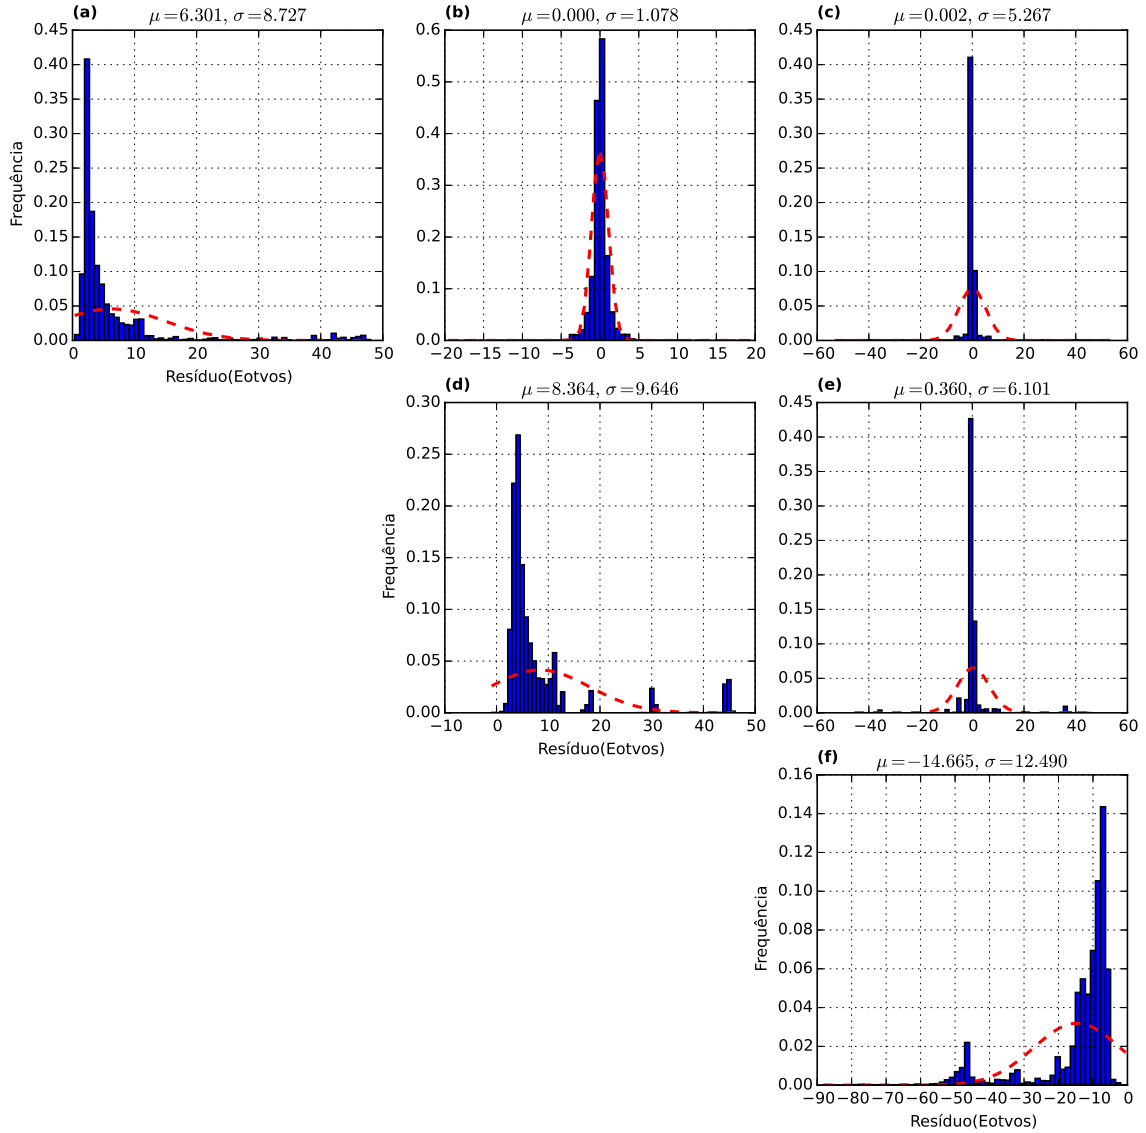 (a) μ=6.301, σ=8.727
0.45
0.40
0.35
0.30
0.25
0.20
0.15
0.10
0.05
0.00
Frequência
0 10 20 30 40 50
Resíduo(Eotvos)
(b) μ=0.000, σ=1.078
0.6
0.5
0.4
0.3
0.2
0.1
0.0
−20 −15 −10 −5 0 5 10 15 20
(c) μ=0.002, σ=5.267
0.45
0.40
0.35
0.30
0.25
0.20
0.15
0.10
0.05
0.00
−60 −40 −20 0 20 40 60
(d) μ=8.364, σ=9.646
0.30
0.25
0.20
0.15
0.10
0.05
0.00
Frequência
−10 0 10 20 30 40 50
Resíduo(Eotvos)
(e) μ=0.360, σ=6.101
0.45
0.40
0.35
0.30
0.25
0.20
0.15
0.10
0.05
0.00
−60 −40 −20 0 20 40 60
(f) μ=−14.665, σ=12.490
0.16
0.14
0.12
0.10
0.08
0.06
0.04
0.02
0.00
Frequência
−90 −80 −70 −60 −50 −40 −30 −20 −10 0
Resíduo(Eotvos)